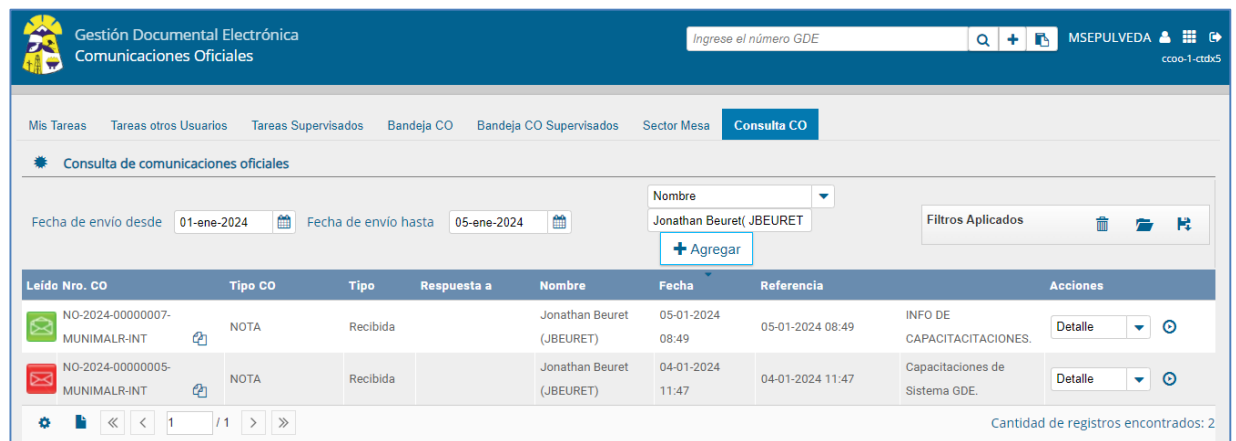 Gestión Documental Electrónica
Comunicaciones Oficiales
Ingrese el número GDE
MSEPULVEDA
ccoo-1-ctdx5
Mis Tareas Tareas otros Usuarios Tareas Supervisados Bandeja CO Bandeja CO Supervisados Sector Mesa Consulta CO
Consulta de comunicaciones oficiales
Nombre
Fecha de envío desde 01-ene-2024 Fecha de envío hasta 05-ene-2024 Jonathan Beuret( JBEURET Filtros Aplicados
+ Agregar
Leído Nro. CO Tipo CO Tipo Respuesta a Nombre Fecha Referencia Acciones
NO-2024-00000007- Jonathan Beuret 05-01-2024 INFO DE
NOTA Recibida 05-01-2024 08:49 Detalle
MUNIMALR-INT (JBEURET) 08:49 CAPACITACITACIONES.
NO-2024-00000005- Jonathan Beuret 04-01-2024 Capacitaciones de
NOTA Recibida 04-01-2024 11:47 Detalle
MUNIMALR-INT (JBEURET) 11:47 Sistema GDE.
1 / 1 Cantidad de registros encontrados: 2